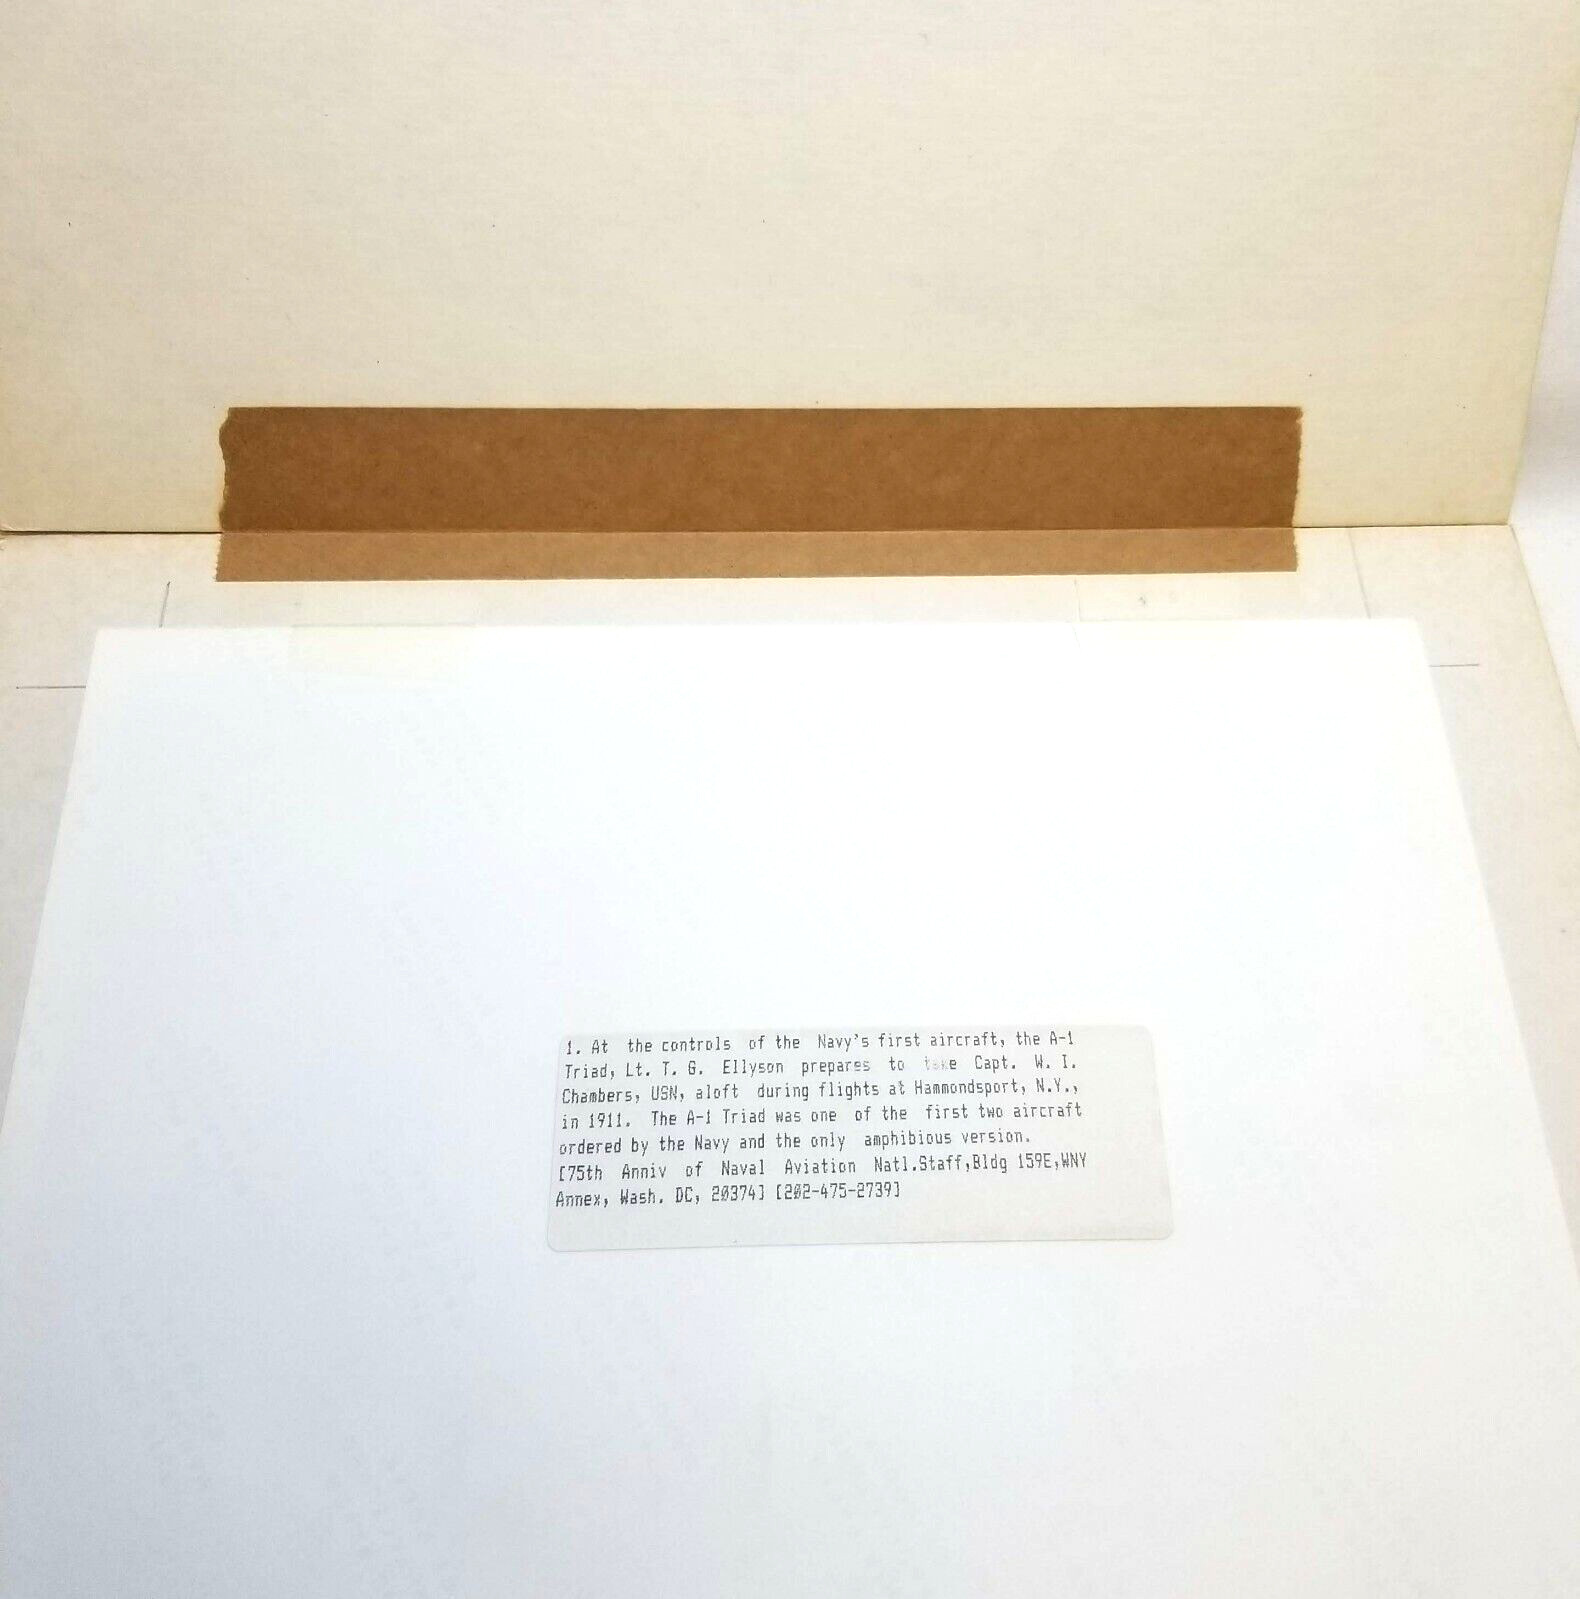 1. At the controls of the Navy's first aircraft, the A-1
Triad, Lt. T. G. Ellyson prepares to take Capt. W. I.
Chambers, USN, aloft during flights at Hammondsport, N.Y.,
in 1911. The A-1 Triad was one of the first two aircraft
ordered by the Navy and the only amphibious version.
[75th Anniv of Naval Aviation Natl.Staff,Bldg 159E,WNY
Annex, Wash. DC, 20374] [202-475-2739]